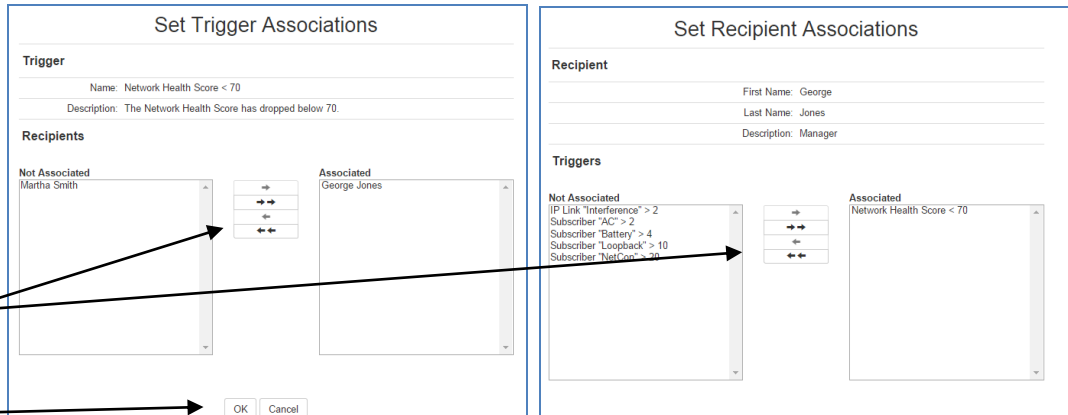 Set Trigger Associations
Trigger
Name: Network Health Score < 70
Description: The Network Health Score has dropped below 70.
Recipients
Not Associated
Martha Smith
Associated
George Jones
OK Cancel
Set Recipient Associations
Recipient
First Name: George
Last Name: Jones
Description: Manager
Triggers
Not Associated
IP Link "Interference" > 2
Subscriber "AC" > 2
Subscriber "Battery" > 4
Subscriber "Loopback" > 10
Subscriber "NetCon" > 20
Associated
Network Health Score < 70